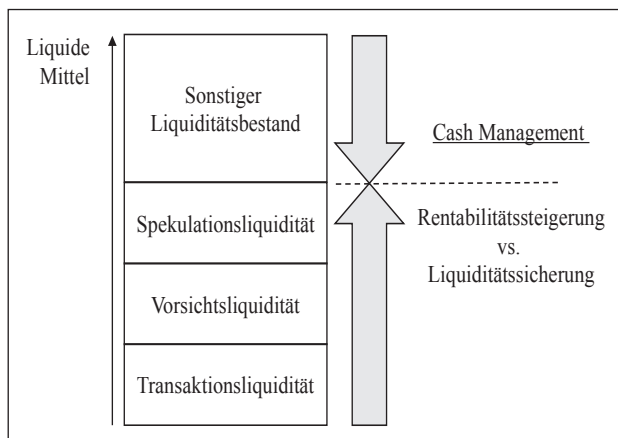 Liquide
Mittel
Sonstiger
Liquiditätsbestand
Spekulationsliquidität
Vorsichtsliquidität
Transaktionsliquidität
Cash Management
Rentabilitätssteigerung
vs.
Liquiditätssicherung